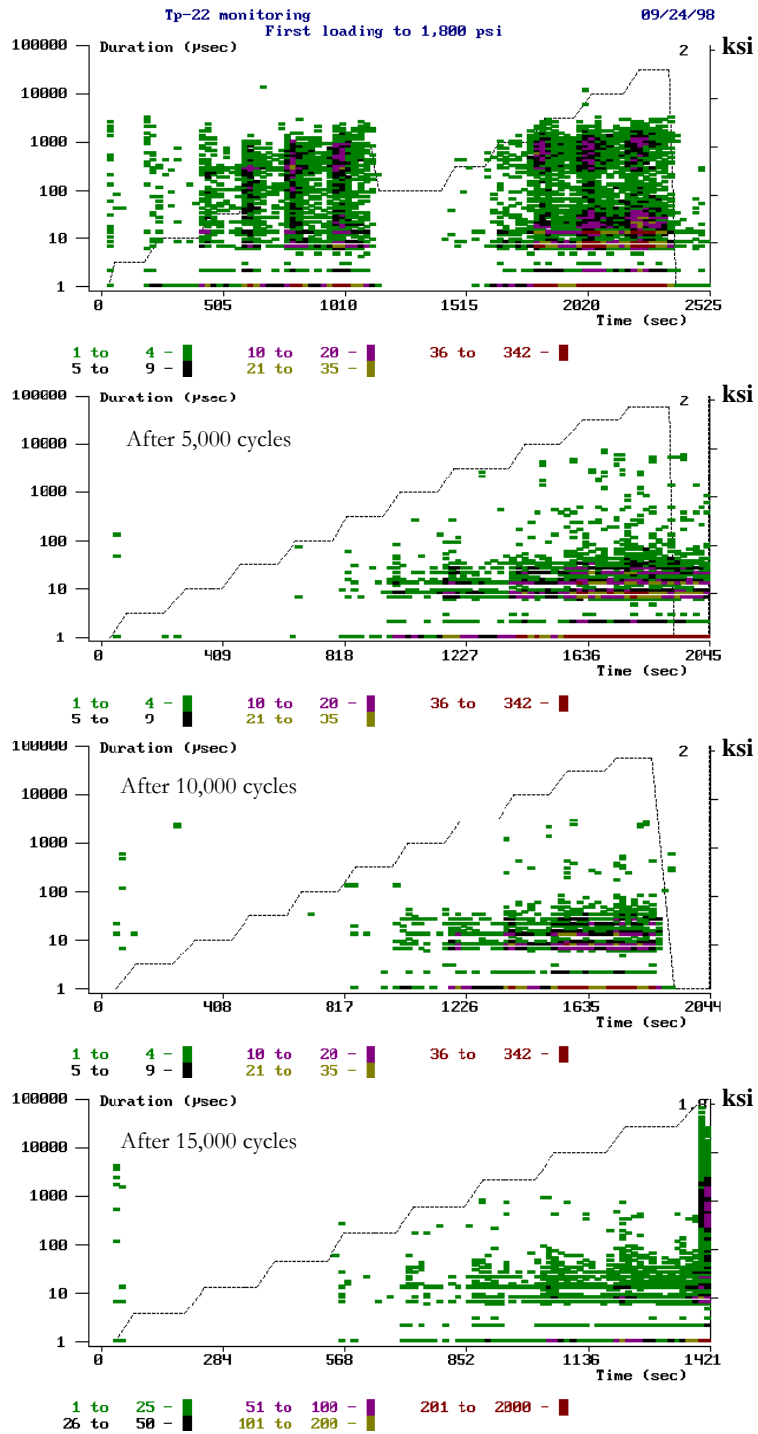 Tp-22 monitoring 09/24/98
First loading to 1,800 psi
100000 Duration (µsec) 2 ksi
10000
1000
100
10
1
0 505 1010 1515 2020 2525
Time (sec)
1 to 4 - 10 to 20 - 36 to 342 -
5 to 9 - 21 to 35 -
100000 Duration (µsec) 2 ksi
After 5,000 cycles
10000
1000
100
10
1
0 409 818 1227 1636 2045
Time (sec)
1 to 4 - 10 to 20 - 36 to 342 -
5 to 9 21 to 35
100000 Duration (µsec) 2 ksi
After 10,000 cycles
10000
1000
100
10
1
0 408 817 1226 1635 2044
Time (sec)
1 to 4 - 10 to 20 - 36 to 342 -
5 to 9 - 21 to 35 -
100000 Duration (µsec) 1. ksi
After 15,000 cycles
10000
1000
100
10
1
0 284 568 852 1136 1421
Time (sec)
1 to 25 - 51 to 100 - 201 to 2000 -
26 to 50 - 101 to 200 -